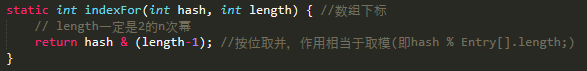 static int indexFor(int hash, int length) { //数组下标
// length一定是2的n次幂
return hash & (length-1); //按位取并，作用相当于取模(即hash % Entry[].length;)
}